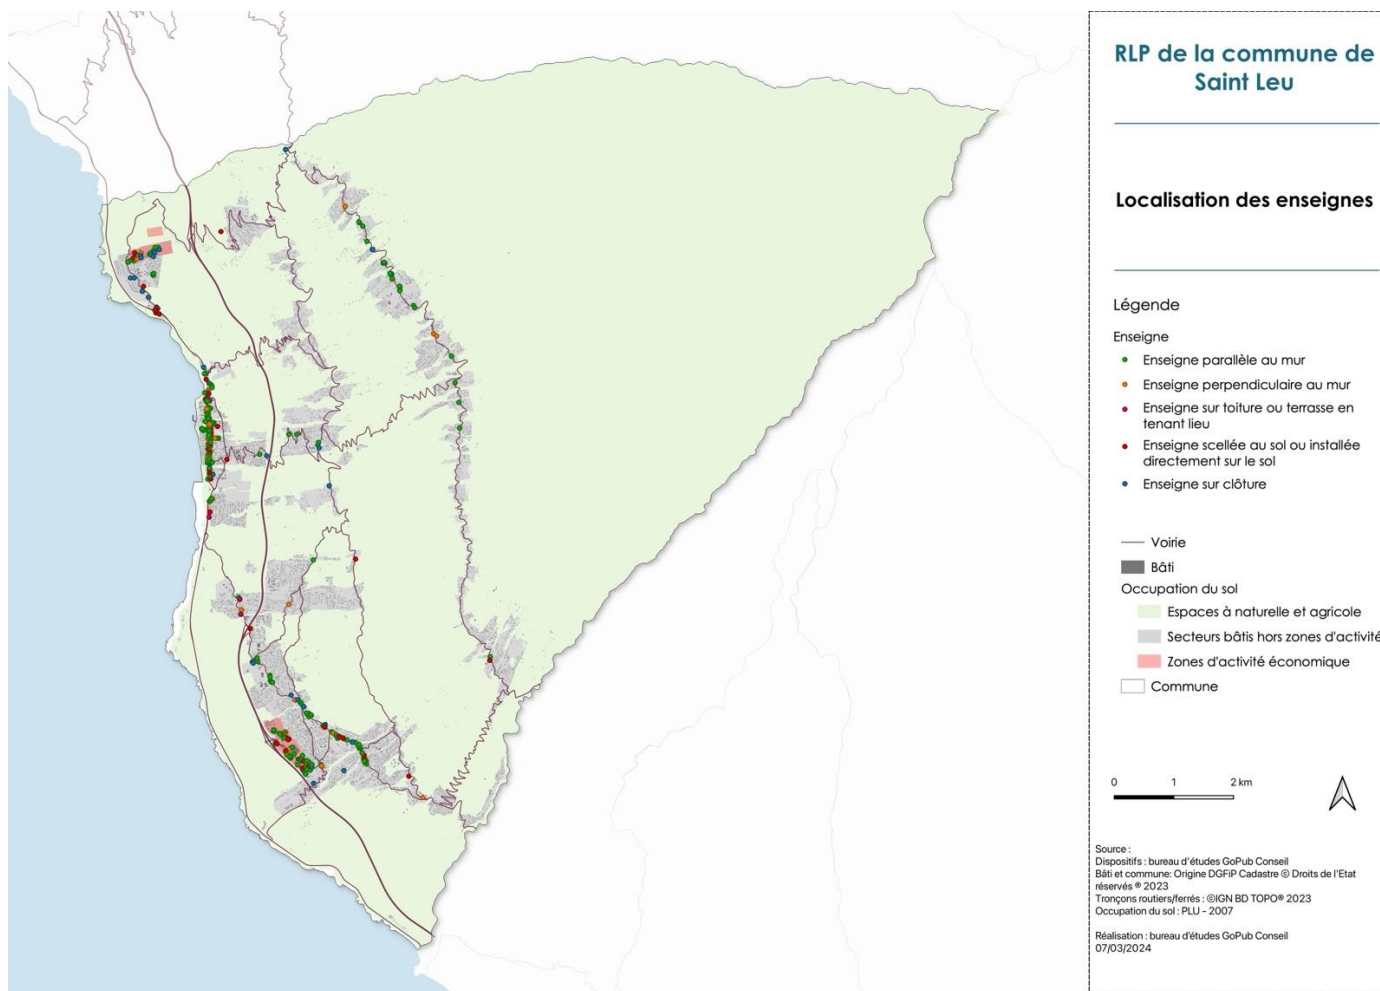 RLP de la commune de
Saint Leu
Localisation des enseignes
Légende
Enseigne
Enseigne parallèle au mur
Enseigne perpendiculaire au mur
Enseigne sur toiture ou terrasse en
tenant lieu
Enseigne scellée au sol ou installée
directement sur le sol
Enseigne sur clôture
Voirie
Bâti
Occupation du sol
Espaces à naturelle et agricole
Secteurs bâtis hors zones d'activité
Zones d'activité économique
Commune
0 1 2 km
Source :
Dispositifs : bureau d'études GoPub Conseil
Bâti et commune: Origine DGFiP Cadastre © Droits de l'Etat
réservés ® 2023
Tronçons routiers/ferrés : ©IGN BD TOPO® 2023
Occupation du sol : PLU - 2007
Réalisation : bureau d'études GoPub Conseil
07/03/2024